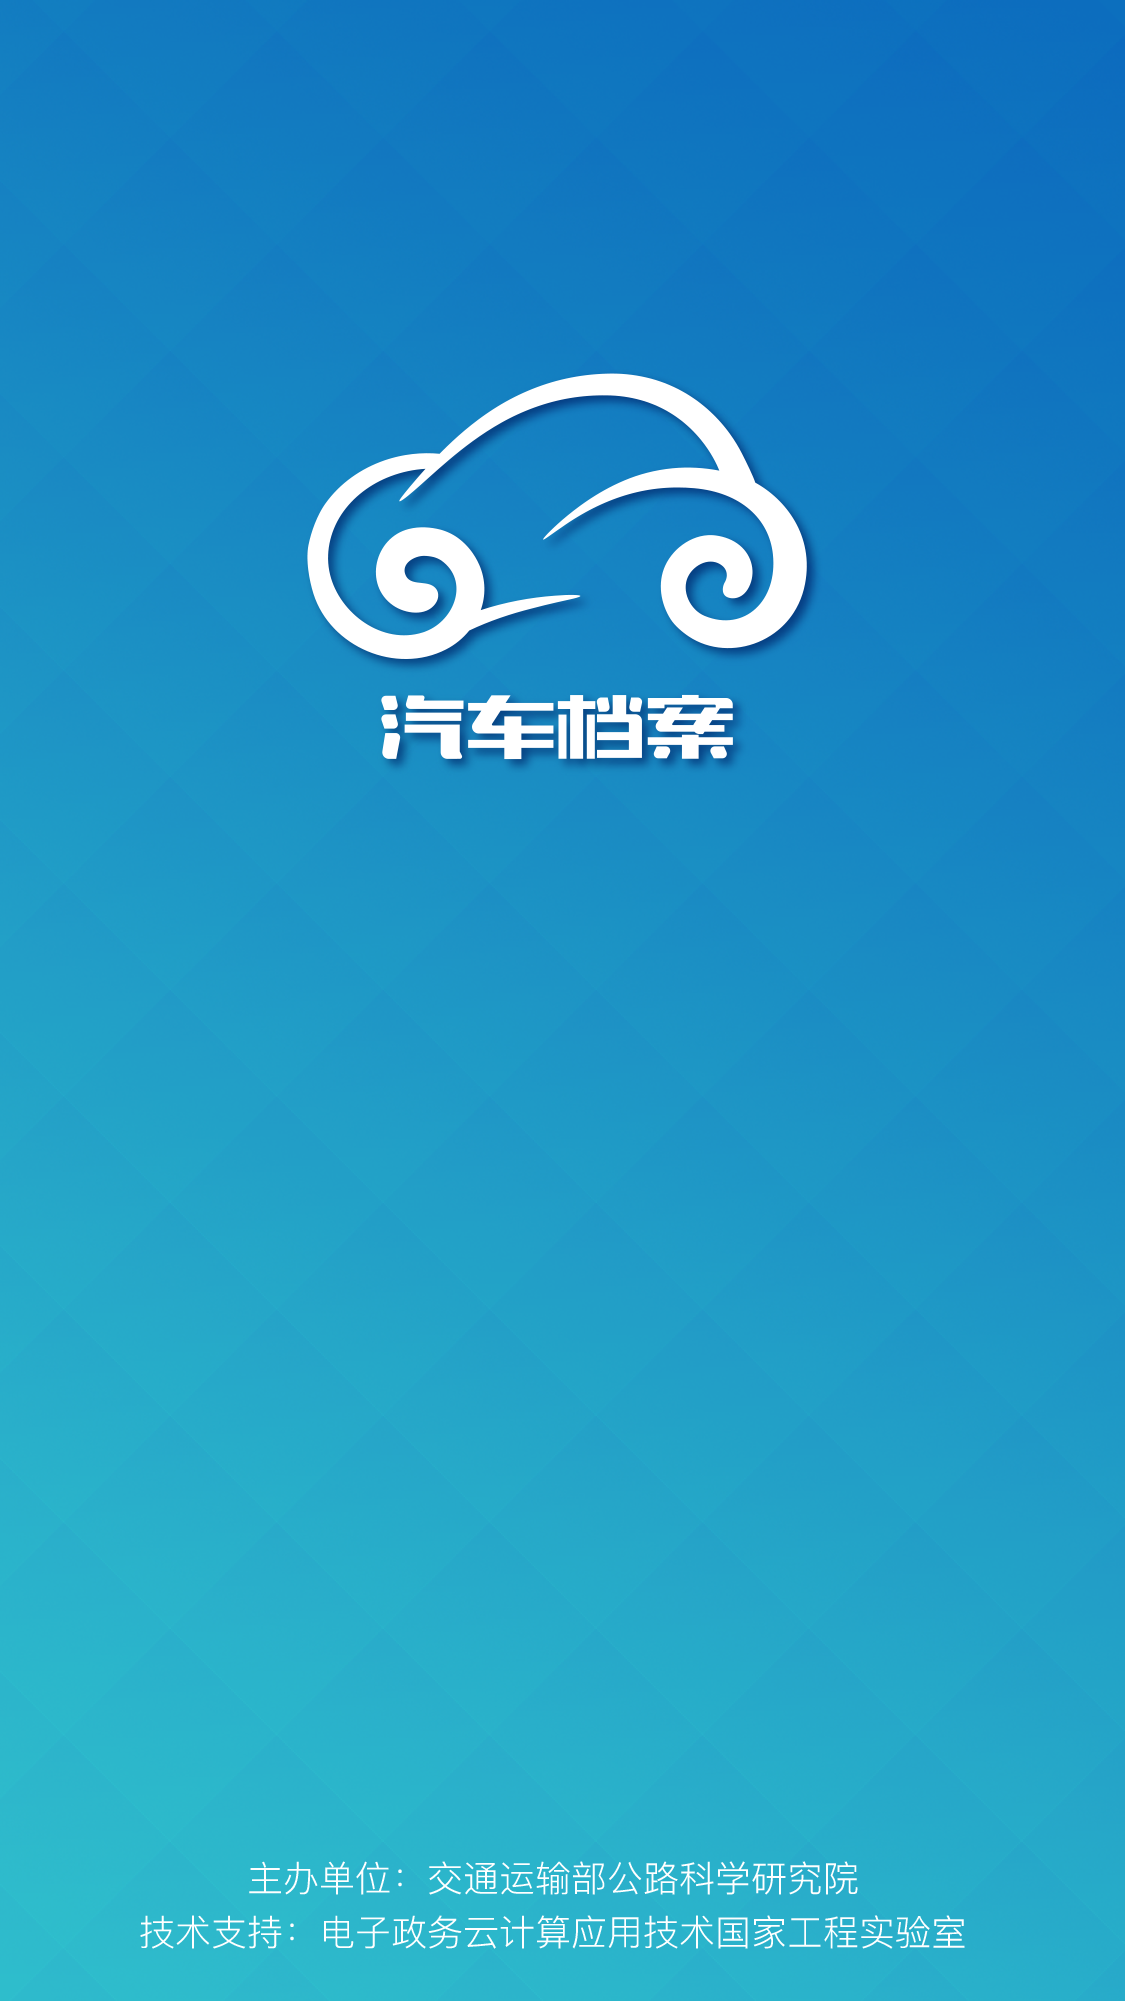 汽车档案
主办单位：交通运输部公路科学研究院
技术支持：电子政务云计算应用技术国家工程实验室